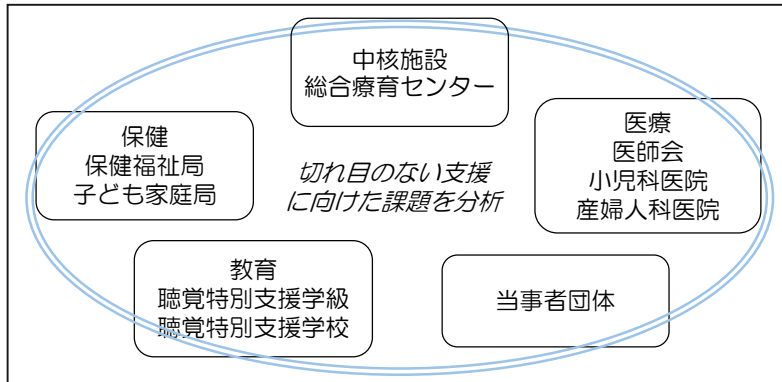 中核施設
総合療育センター
保健
保健福祉局
子ども家庭局
医療
医師会
小児科医院
産婦人科医院
切れ目のない支援
に向けた課題を分析
教育
聴覚特別支援学級
聴覚特別支援学校
当事者団体